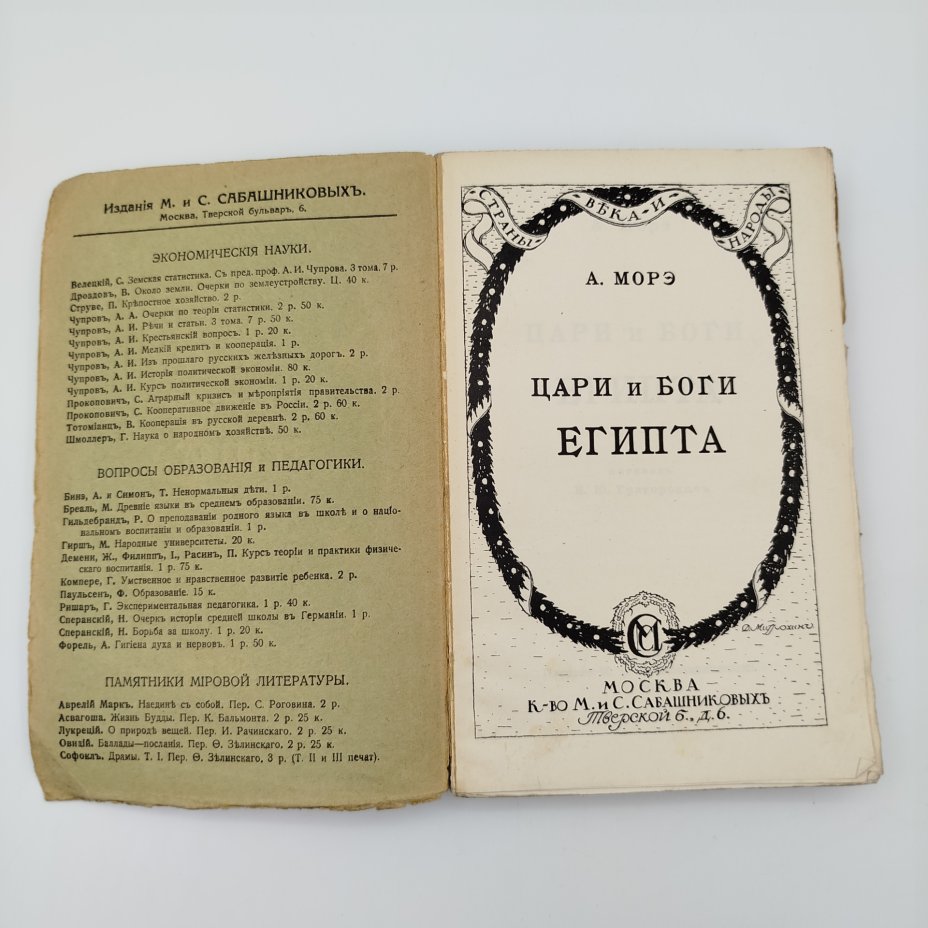 Изданія М. и С. САБАШНИКОВЫХЪ.
Москва, Тверской бульваръ, 6.
ЭКОНОМИЧЕСКІЯ НАУКИ.
Велецкій, С. Земская статистика. Съ пред. проф. А. И. Чупрова. 3 тома. 7 р.
Дроздовъ, В. Около земли. Очерки по землеустройству. Ц. 40 к.
Струве, П. Крѣпостное хозяйство. 2 р.
Чупровъ, А. А. Очерки по теоріи статистики. 2 р. 50 к.
Чупровъ, А. И. Рѣчи и статьи. 3 тома. 7 р. 50 к.
Чупровъ, А. И. Крестьянскій вопросъ. 1 р. 20 к.
Чупровъ, А. И. Мелкій кредитъ и кооперація. 1 р.
Чупровъ, А. И. Изъ прошлаго русскихъ желѣзныхъ дорогъ. 2 р.
Чупровъ, А. И. Исторія политической экономіи. 80 к.
Чупровъ, А. И. Курсъ политической экономіи. 1 р. 20 к.
Прокоповичъ, С. Аграрный кризисъ и мѣропріятія правительства. 2 р.
Прокоповичъ, С. Кооперативное движеніе въ Россіи. 2 р. 60 к.
Тотоміанцъ, В. Кооперація въ русской деревнѣ. 2 р. 60 к.
Шмоллеръ, Г. Наука о народномъ хозяйствѣ. 50 к.
ВОПРОСЫ ОБРАЗОВАНІЯ и ПЕДАГОГИКИ.
Бинэ, А. и Симонъ, Т. Ненормальныя дѣти. 1 р.
Бреаль, М. Древніе языки въ среднемъ образованіи. 75 к.
Гильдебрандъ, Р. О преподаваніи родного языка въ школѣ и о націо-
нальномъ воспитаніи и образованіи. 1 р.
Гиршъ, М. Народные университеты. 20 к.
Демени, Ж., Филиппъ, І., Расинъ, П. Курсъ теоріи и практики физиче-
скаго воспитанія. 1 р. 75 к.
Компере, Г. Умственное и нравственное развитіе ребенка. 2 р.
Паульсенъ, Ф. Образованіе. 15 к.
Ришаръ, Г. Экспериментальная педагогика. 1 р. 40 к.
Сперанскій, Н. Очерк исторіи средней школы въ Германіи. 1 р.
Сперанскій, Н. Борьба за школу. 1 р. 20 к.
Форель, А. Гигіена духа и нервовъ. 1 р. 50 к.
ПАМЯТНИКИ МІРОВОЙ ЛИТЕРАТУРЫ.
Аврелій Маркъ. Наединѣ съ собой. Пер. С. Роговина. 2 р.
Асвагоша. Жизнь Будды. Пер. К. Бальмонта. 2 р. 25 к.
Лукрецій. О природѣ вещей. Пер. И. Рачинскаго. 2 р. 25 к.
Овидій. Баллады—посланія. Пер. Ѳ. Зѣлинскаго. 2 р. 25 к.
Софоклъ. Драмы. Т. I. Пер. Ѳ. Зѣлинскаго. 3 р. (Т. II и III печат).
СТРАНЫ ВѢКА И НАРОДЫ
А. МОРЭ
ЦАРИ и БОГИ
ЕГИПТА
СМ
Д. Митрохинъ
МОСКВА
К-ВО М. и С. САБАШНИКОВЫХЪ
Тверской б., д. 6.